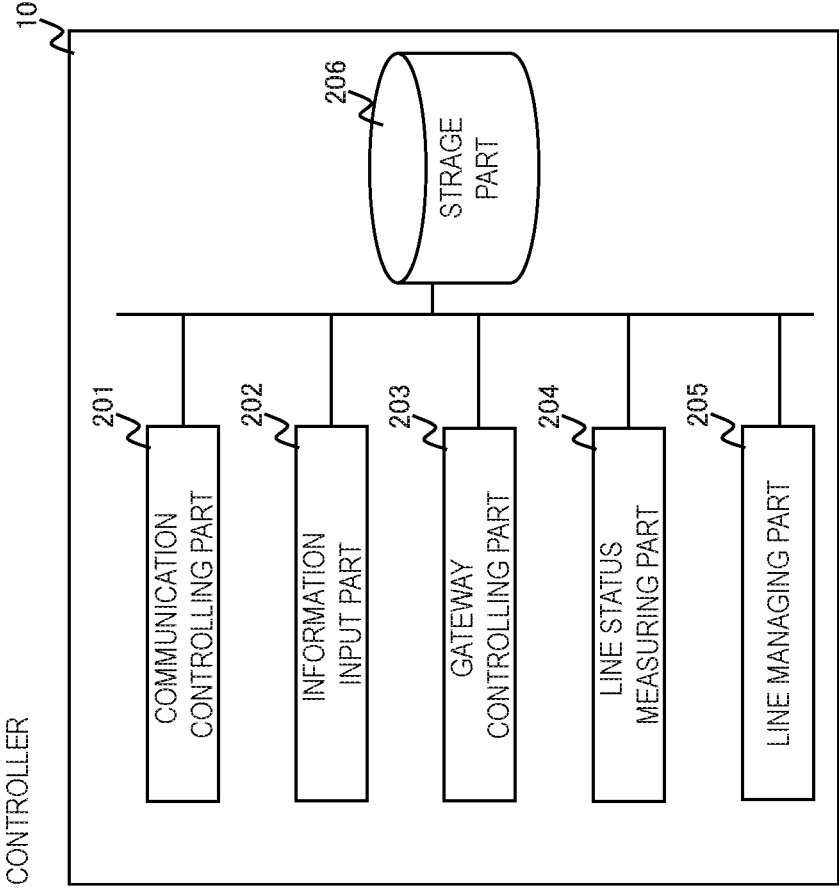 CONTROLLER
10
COMMUNICATION
CONTROLLING PART
201
INFORMATION
INPUT PART
202
GATEWAY
CONTROLLING PART
203
LINE STATUS
MEASURING PART
204
LINE MANAGING PART
205
STRAGE
PART
206